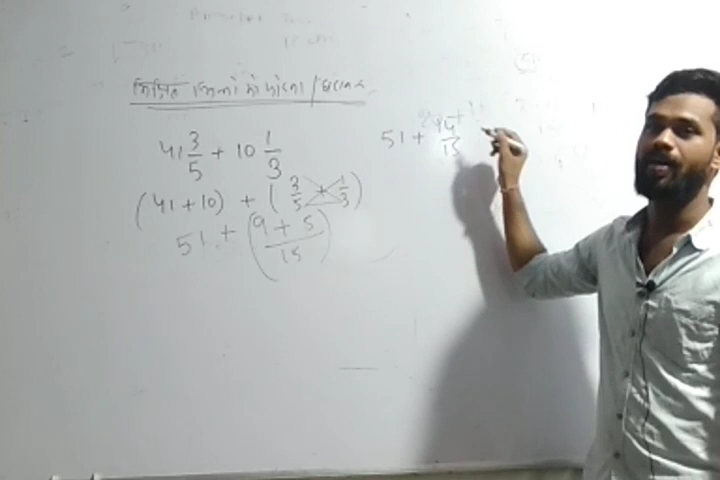 मिश्रित भिन्नों को जोड़ना / घटाना
41 3/5 + 10 1/3
(41 + 10) + ( 3/5 + 1/3 )
51 + ( 9 + 5 / 15 )
51 + 14/15